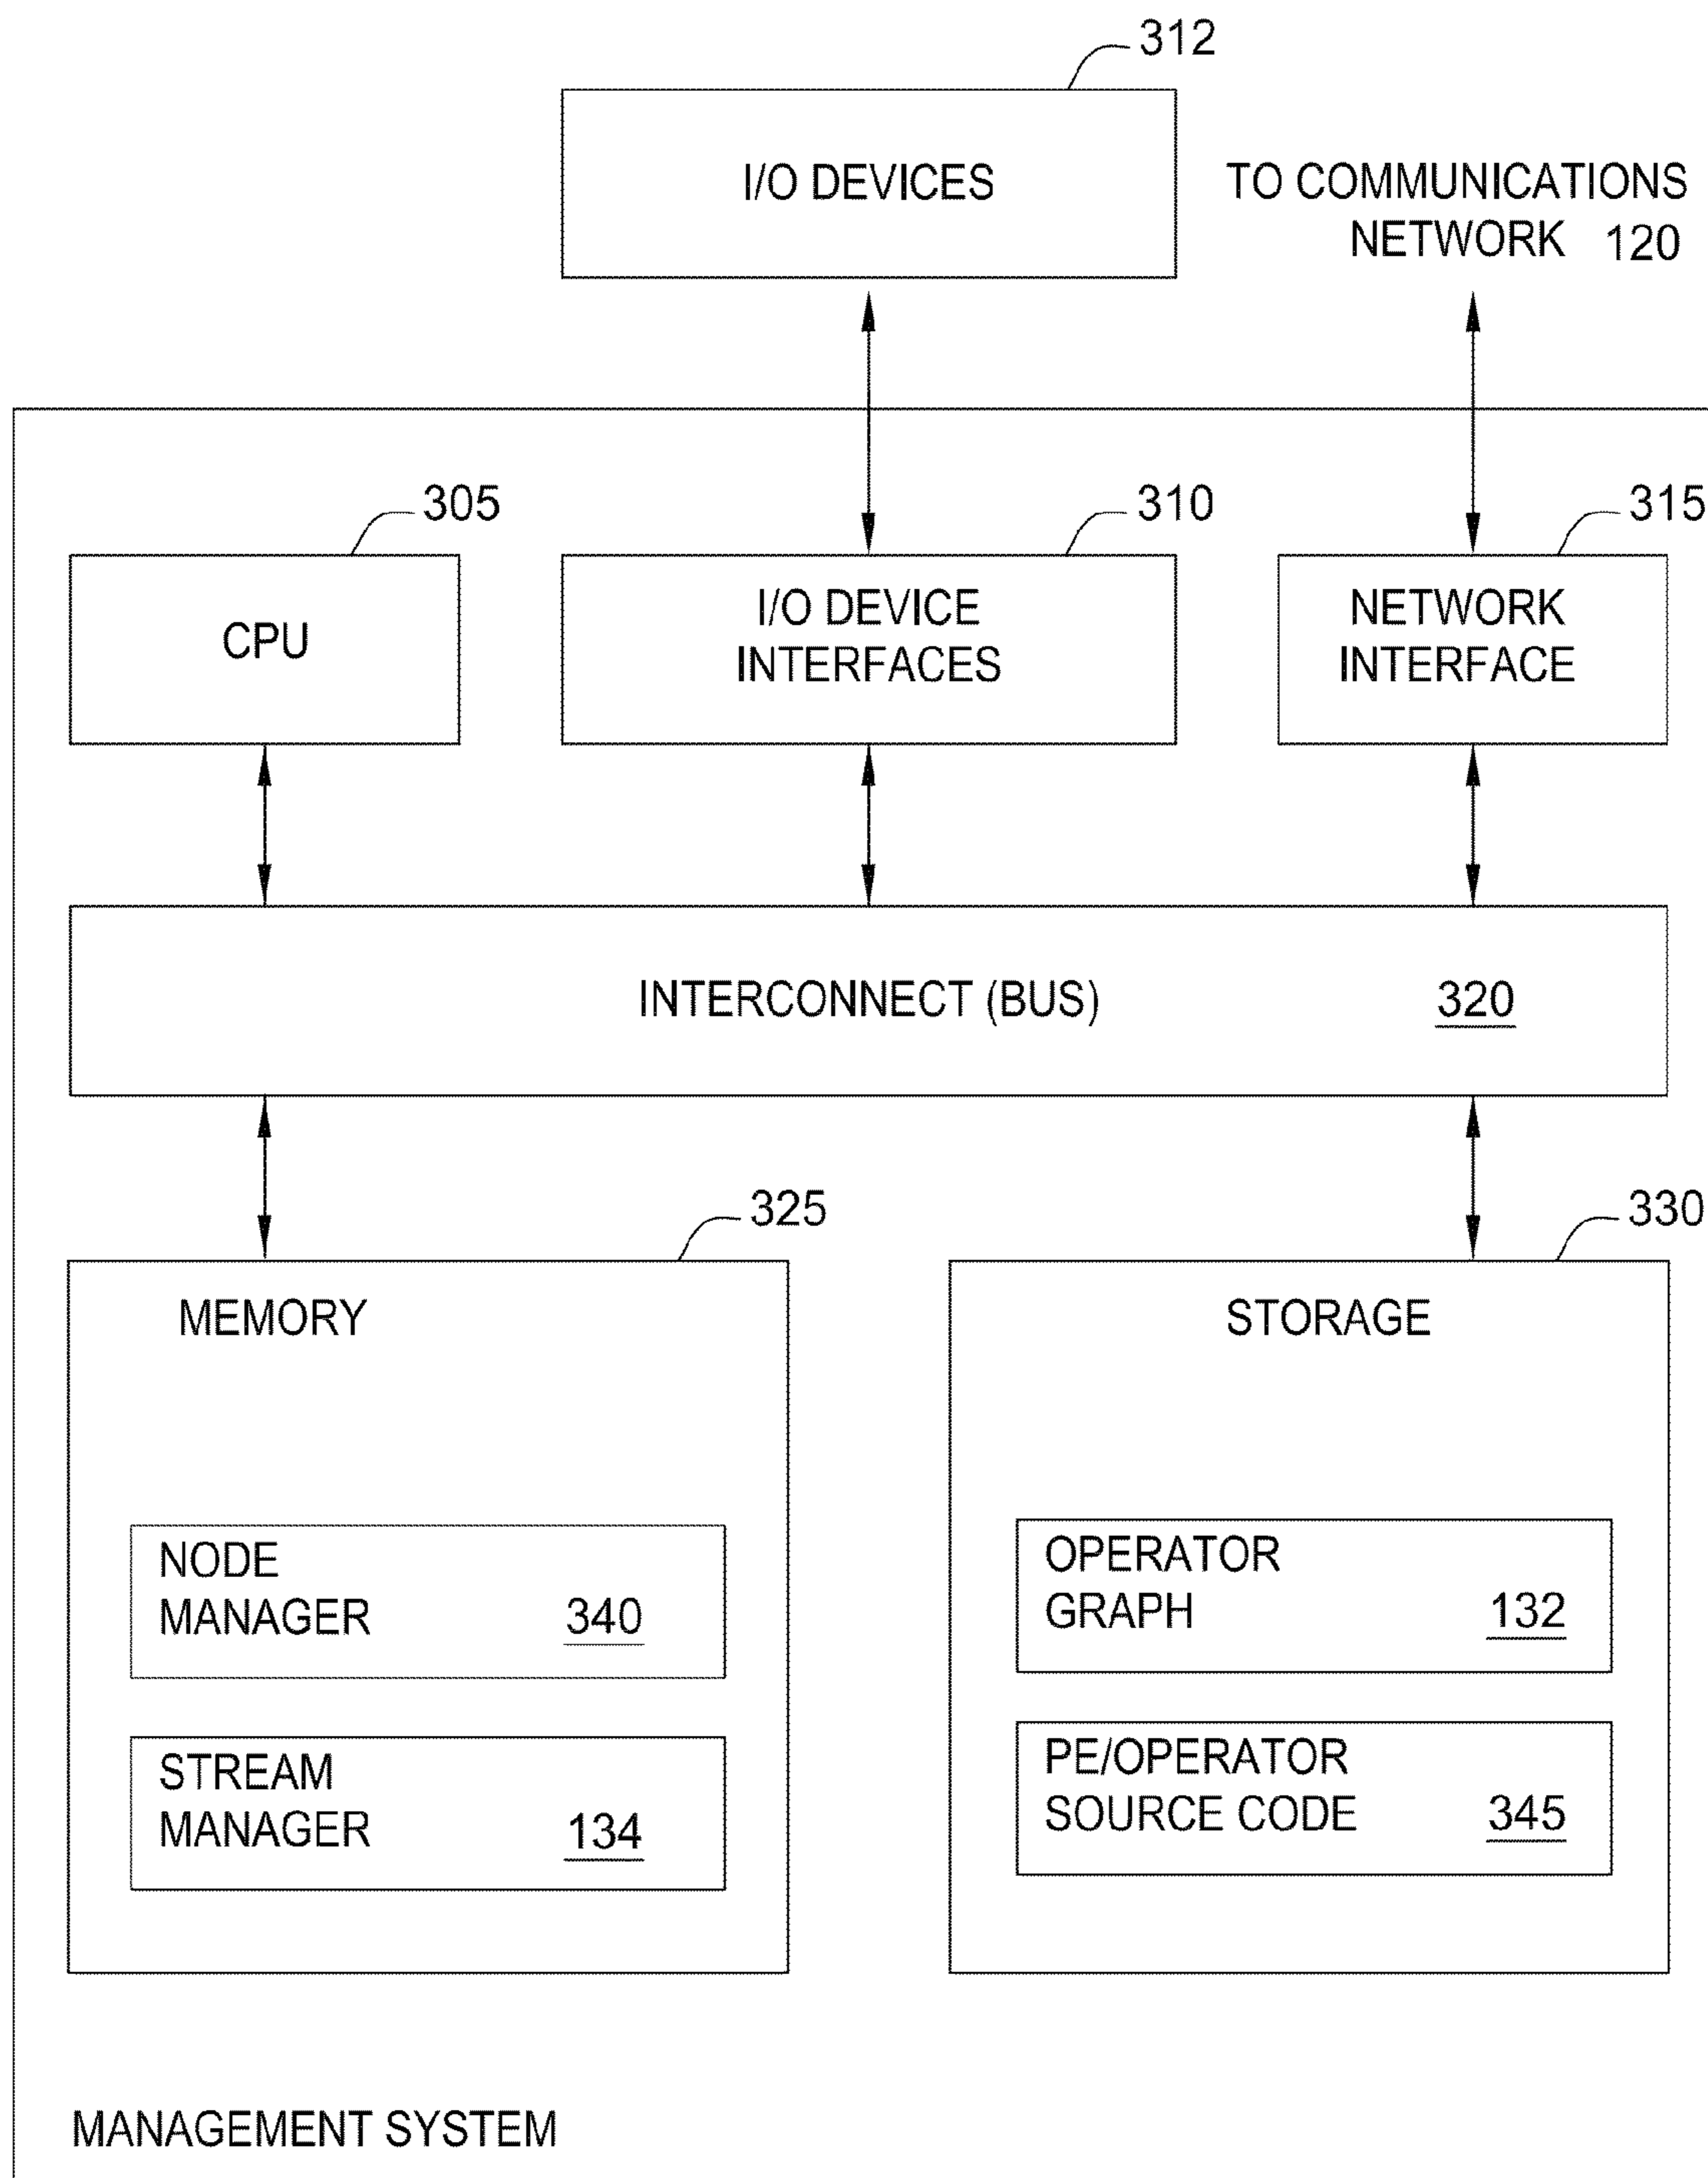 312
I/O DEVICES
TO COMMUNICATIONS
NETWORK 120
305
310
315
CPU
I/O DEVICE
INTERFACES
NETWORK
INTERFACE
INTERCONNECT (BUS) 320
325
330
MEMORY
STORAGE
NODE
MANAGER 340
OPERATOR
GRAPH 132
STREAM
MANAGER 134
PE/OPERATOR
SOURCE CODE 345
MANAGEMENT SYSTEM